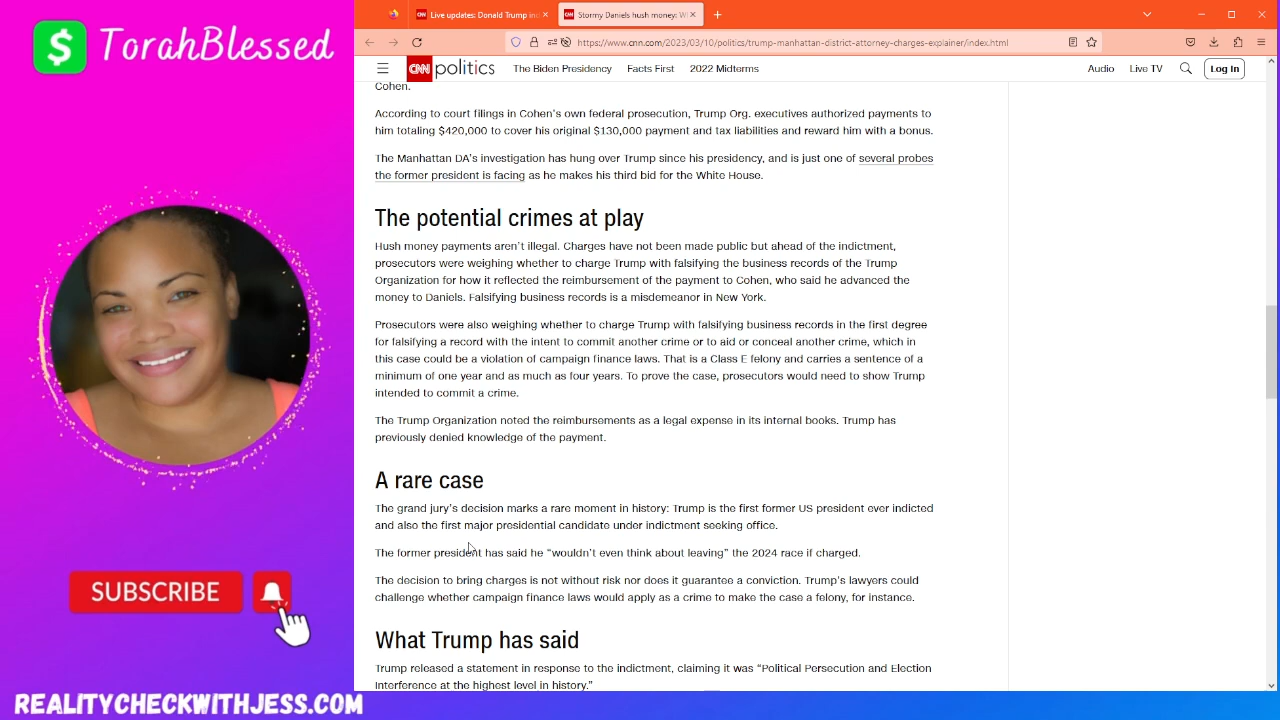 TorahBlessed
SUBSCRIBE
REALITYCHECKWITHJESS.COM
Live updates: Donald Trump ind
Stormy Daniels hush money: W
https://www.cnn.com/2023/03/10/politics/trump-manhattan-district-attorney-charges-explainer/index.html
CNN politics The Biden Presidency Facts First 2022 Midterms Audio Live TV Log In
Cohen.
According to court filings in Cohen's own federal prosecution, Trump Org. executives authorized payments to
him totaling $420,000 to cover his original $130,000 payment and tax liabilities and reward him with a bonus.
The Manhattan DA's investigation has hung over Trump since his presidency, and is just one of several probes
the former president is facing as he makes his third bid for the White House.
The potential crimes at play
Hush money payments aren't illegal. Charges have not been made public but ahead of the indictment,
prosecutors were weighing whether to charge Trump with falsifying the business records of the Trump
Organization for how it reflected the reimbursement of the payment to Cohen, who said he advanced the
money to Daniels. Falsifying business records is a misdemeanor in New York.
Prosecutors were also weighing whether to charge Trump with falsifying business records in the first degree
for falsifying a record with the intent to commit another crime or to aid or conceal another crime, which in
this case could be a violation of campaign finance laws. That is a Class E felony and carries a sentence of a
minimum of one year and as much as four years. To prove the case, prosecutors would need to show Trump
intended to commit a crime.
The Trump Organization noted the reimbursements as a legal expense in its internal books. Trump has
previously denied knowledge of the payment.
A rare case
The grand jury's decision marks a rare moment in history: Trump is the first former US president ever indicted
and also the first major presidential candidate under indictment seeking office.
The former president has said he "wouldn't even think about leaving" the 2024 race if charged.
The decision to bring charges is not without risk nor does it guarantee a conviction. Trump's lawyers could
challenge whether campaign finance laws would apply as a crime to make the case a felony, for instance.
What Trump has said
Trump released a statement in response to the indictment, claiming it was "Political Persecution and Election
Interference at the highest level in history."